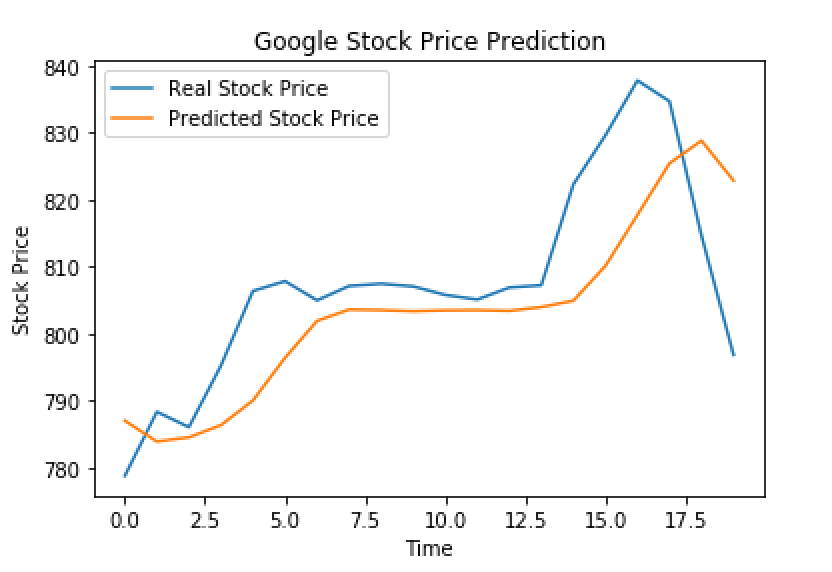 Google Stock Price Prediction
840
Real Stock Price
Predicted Stock Price
830
820
810
800
790
780
Stock Price
0.0 2.5 5.0 7.5 10.0 12.5 15.0 17.5
Time